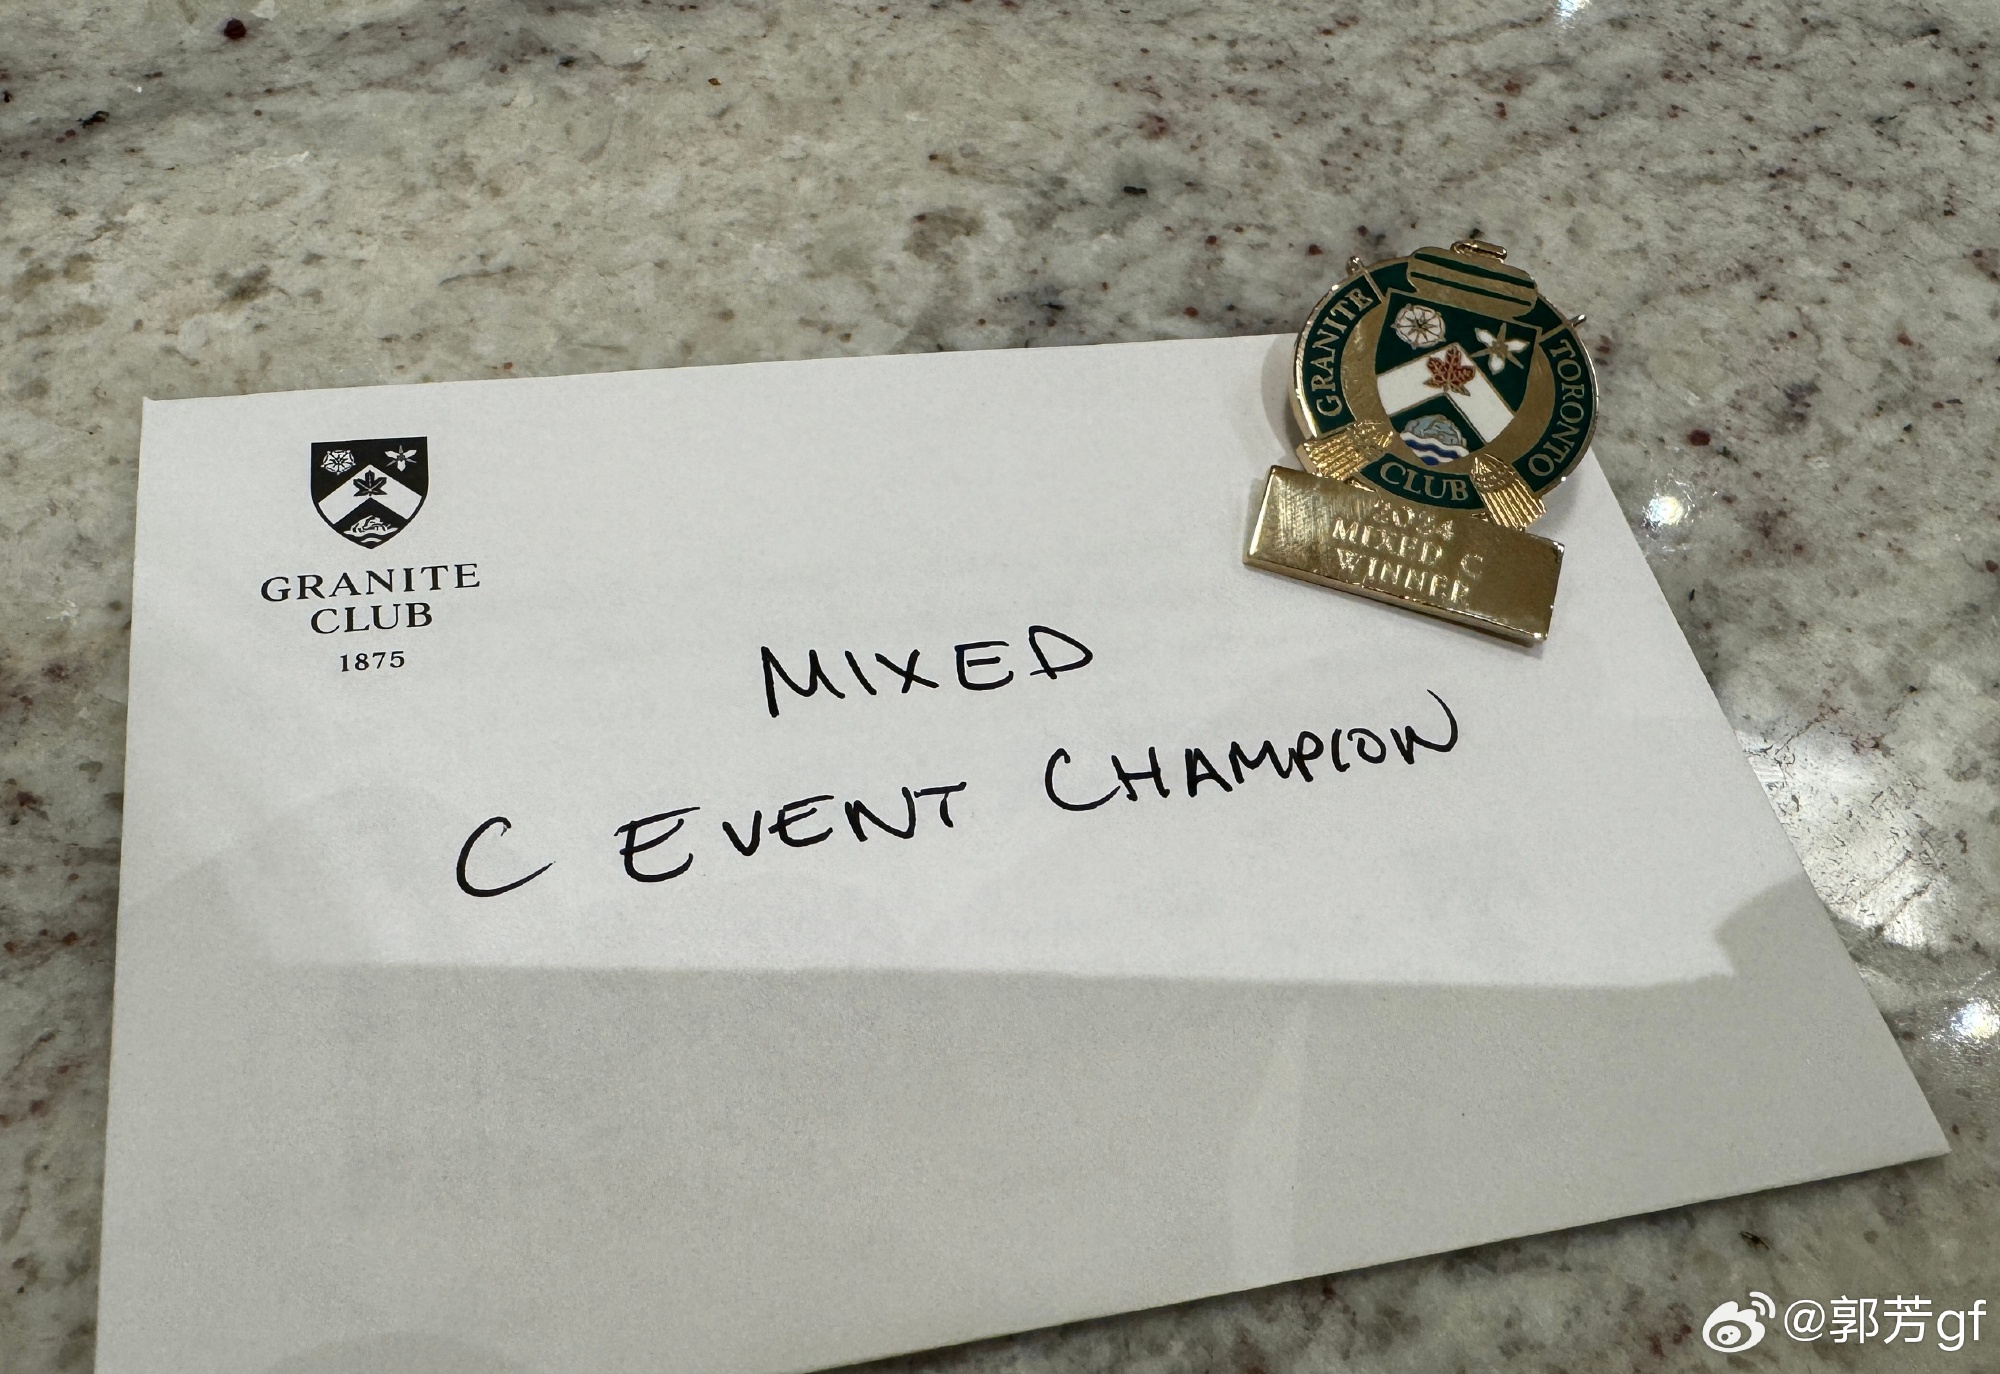 GRANITE
CLUB
1875
GRANITE CLUB TORONTO
2024
MIXED C
WINNER
MIXED
C EVENT CHAMPION
@郭芳gf